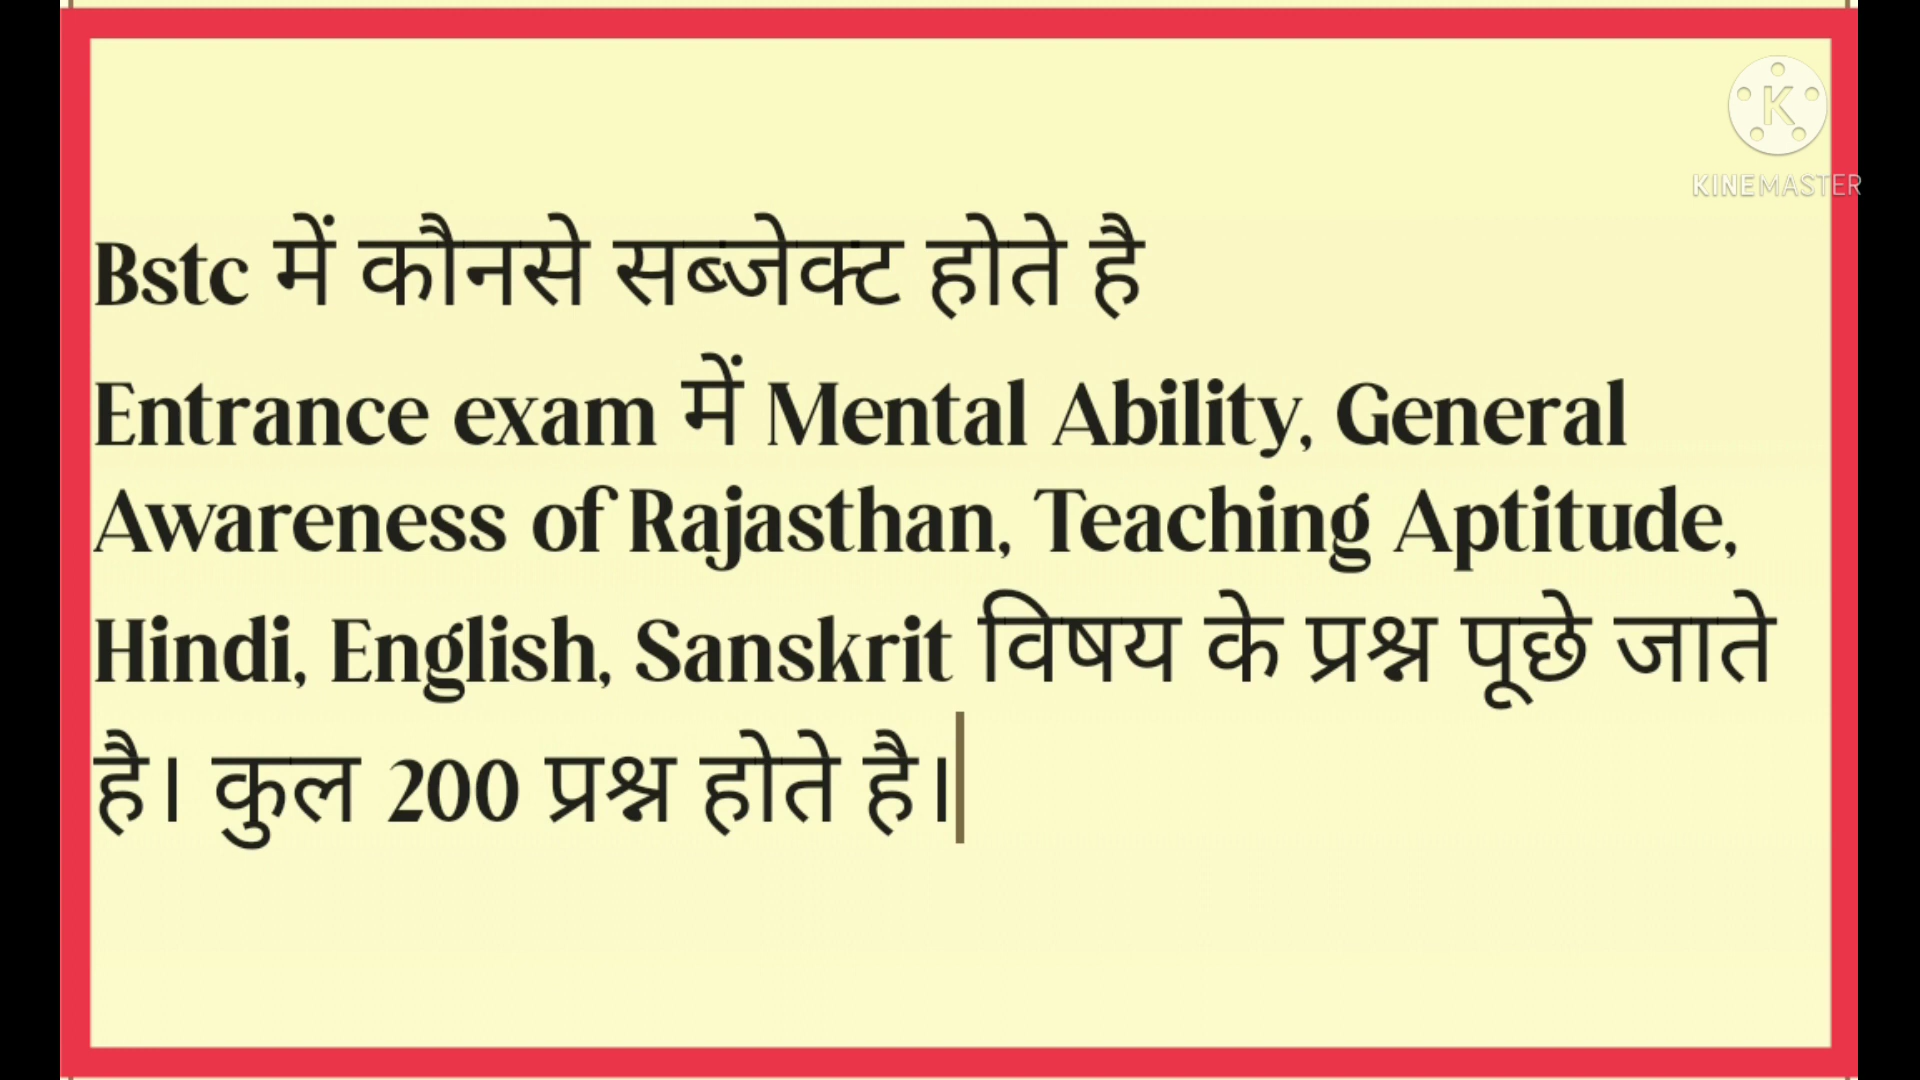 KINEMASTER
Bstc में कौनसे सब्जेक्ट होते है
Entrance exam में Mental Ability, General
Awareness of Rajasthan, Teaching Aptitude,
Hindi, English, Sanskrit विषय के प्रश्न पूछे जाते
है। कुल 200 प्रश्न होते है।